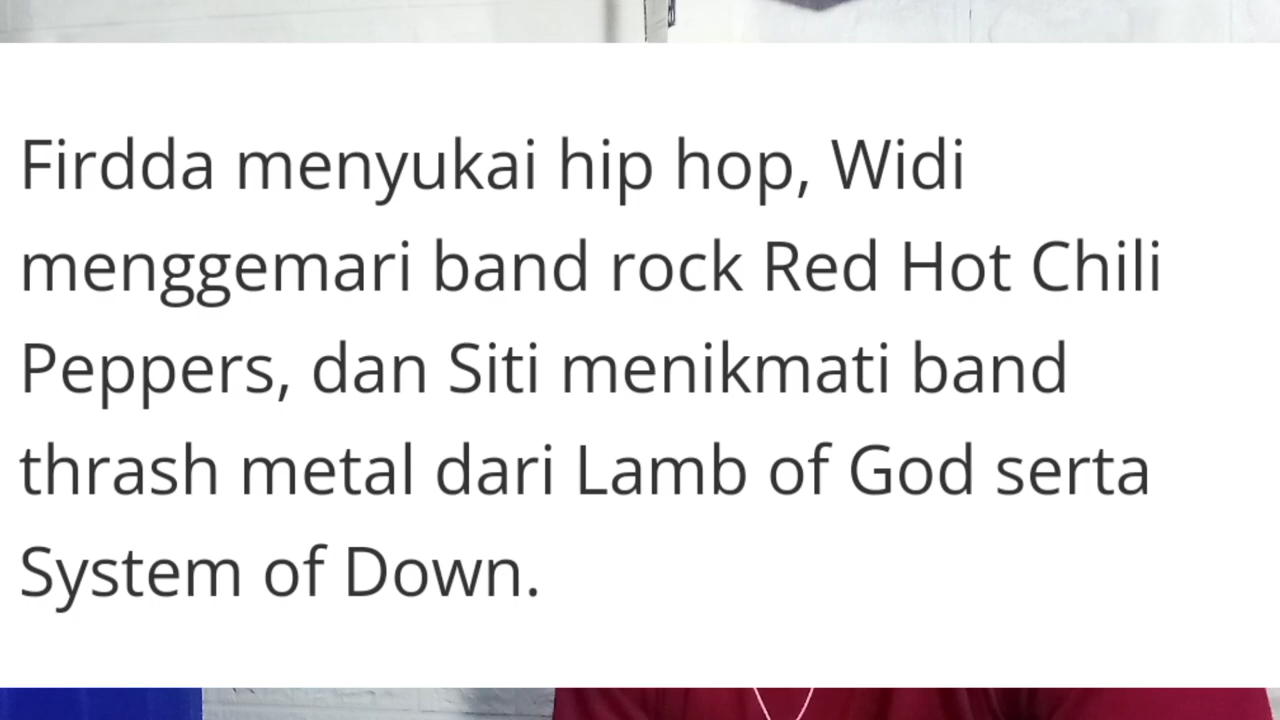 Firdda menyukai hip hop, Widi
menggemari band rock Red Hot Chili
Peppers, dan Siti menikmati band
thrash metal dari Lamb of God serta
System of Down.